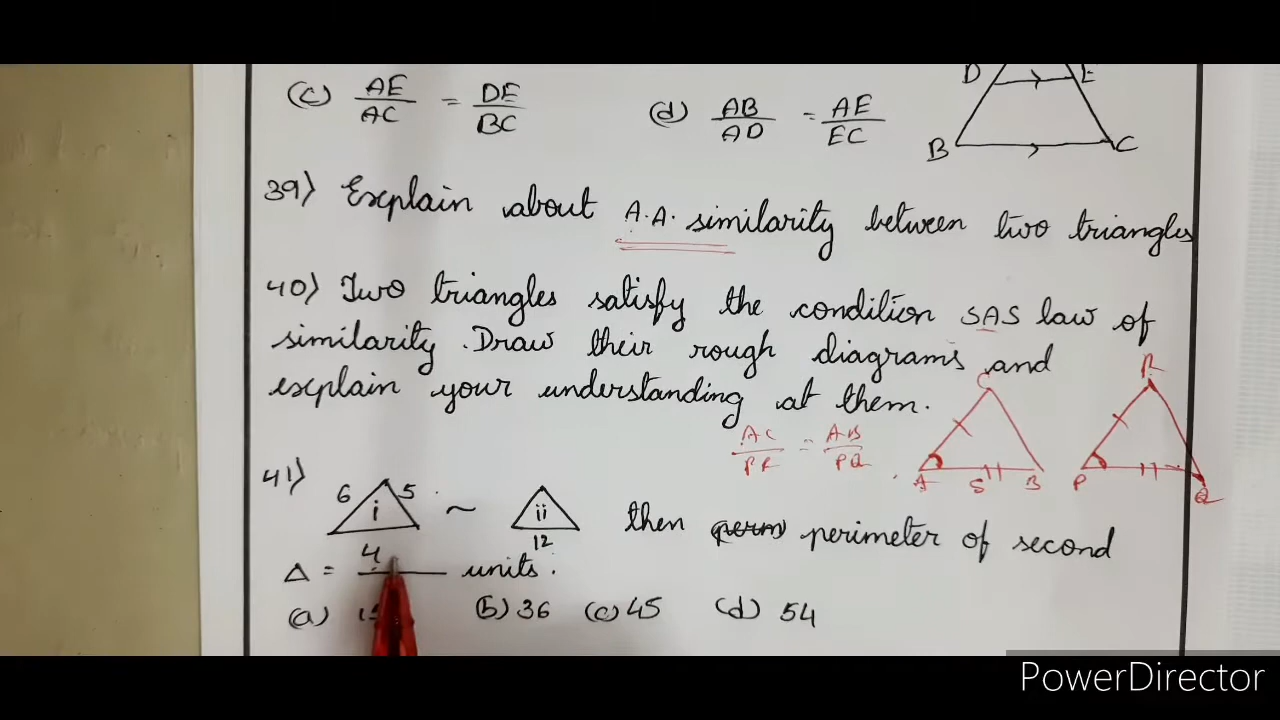 (c) AE/AC = DE/BC (d) AB/AD = AE/EC
D E
B C
39) Explain about A.A. similarity between two triangles
40) Two triangles satisfy the condition SAS law of
similarity. Draw their rough diagrams and
explain your understanding at them.
C R
AC/PR = AB/PQ
A S B P Q
41) 6 5 i ~ ii then perimeter of second
4 12
Δ = ____ units.
(a) (b) 36 (c) 45 (d) 54
PowerDirector